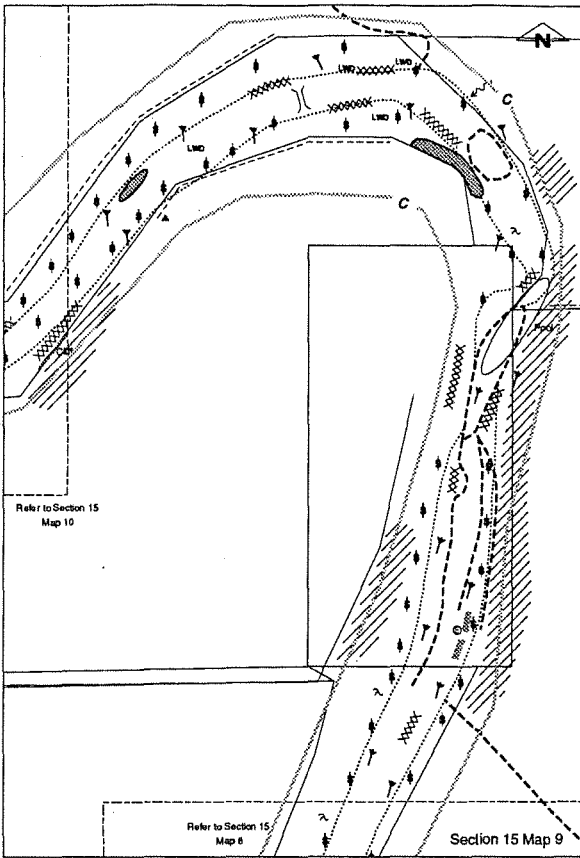 N
LWD
LWD
C
LWD
LWD
C
Pool
Refer to Section 15
Map 10
Refer to Section 15
Map 8
Section 15 Map 9